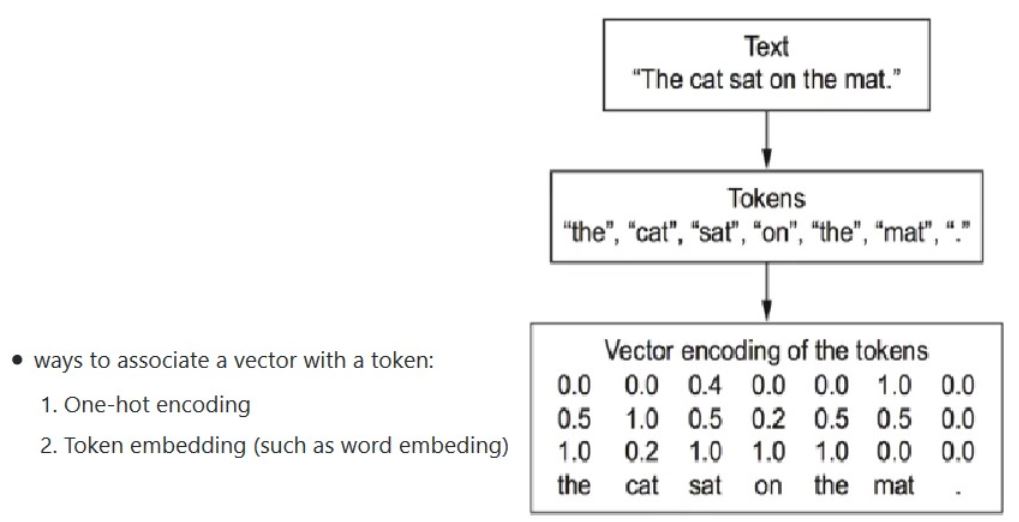 Text
“The cat sat on the mat.”
Tokens
“the”, “cat”, “sat”, “on”, “the”, “mat”, “.”
• ways to associate a vector with a token:
1. One-hot encoding
2. Token embedding (such as word embeding)
Vector encoding of the tokens
0.0 0.0 0.4 0.0 0.0 1.0 0.0
0.5 1.0 0.5 0.2 0.5 0.5 0.0
1.0 0.2 1.0 1.0 1.0 0.0 0.0
the cat sat on the mat .